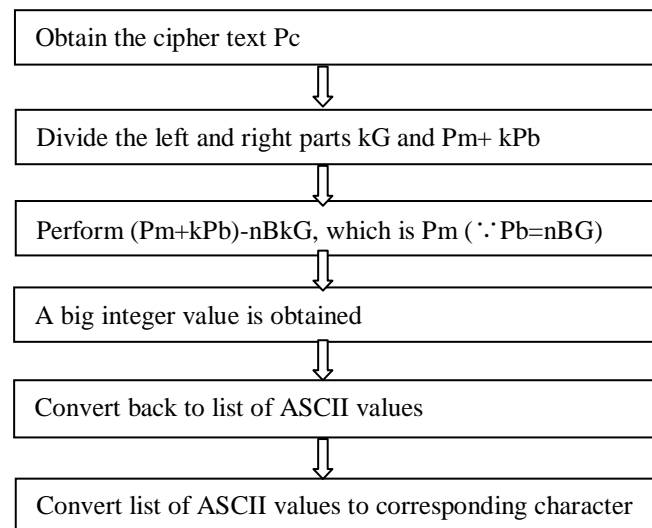 Obtain the cipher text Pc
Divide the left and right parts kG and Pm+ kPb
Perform (Pm+kPb)-nBkG, which is Pm (∵Pb=nBG)
A big integer value is obtained
Convert back to list of ASCII values
Convert list of ASCII values to corresponding character